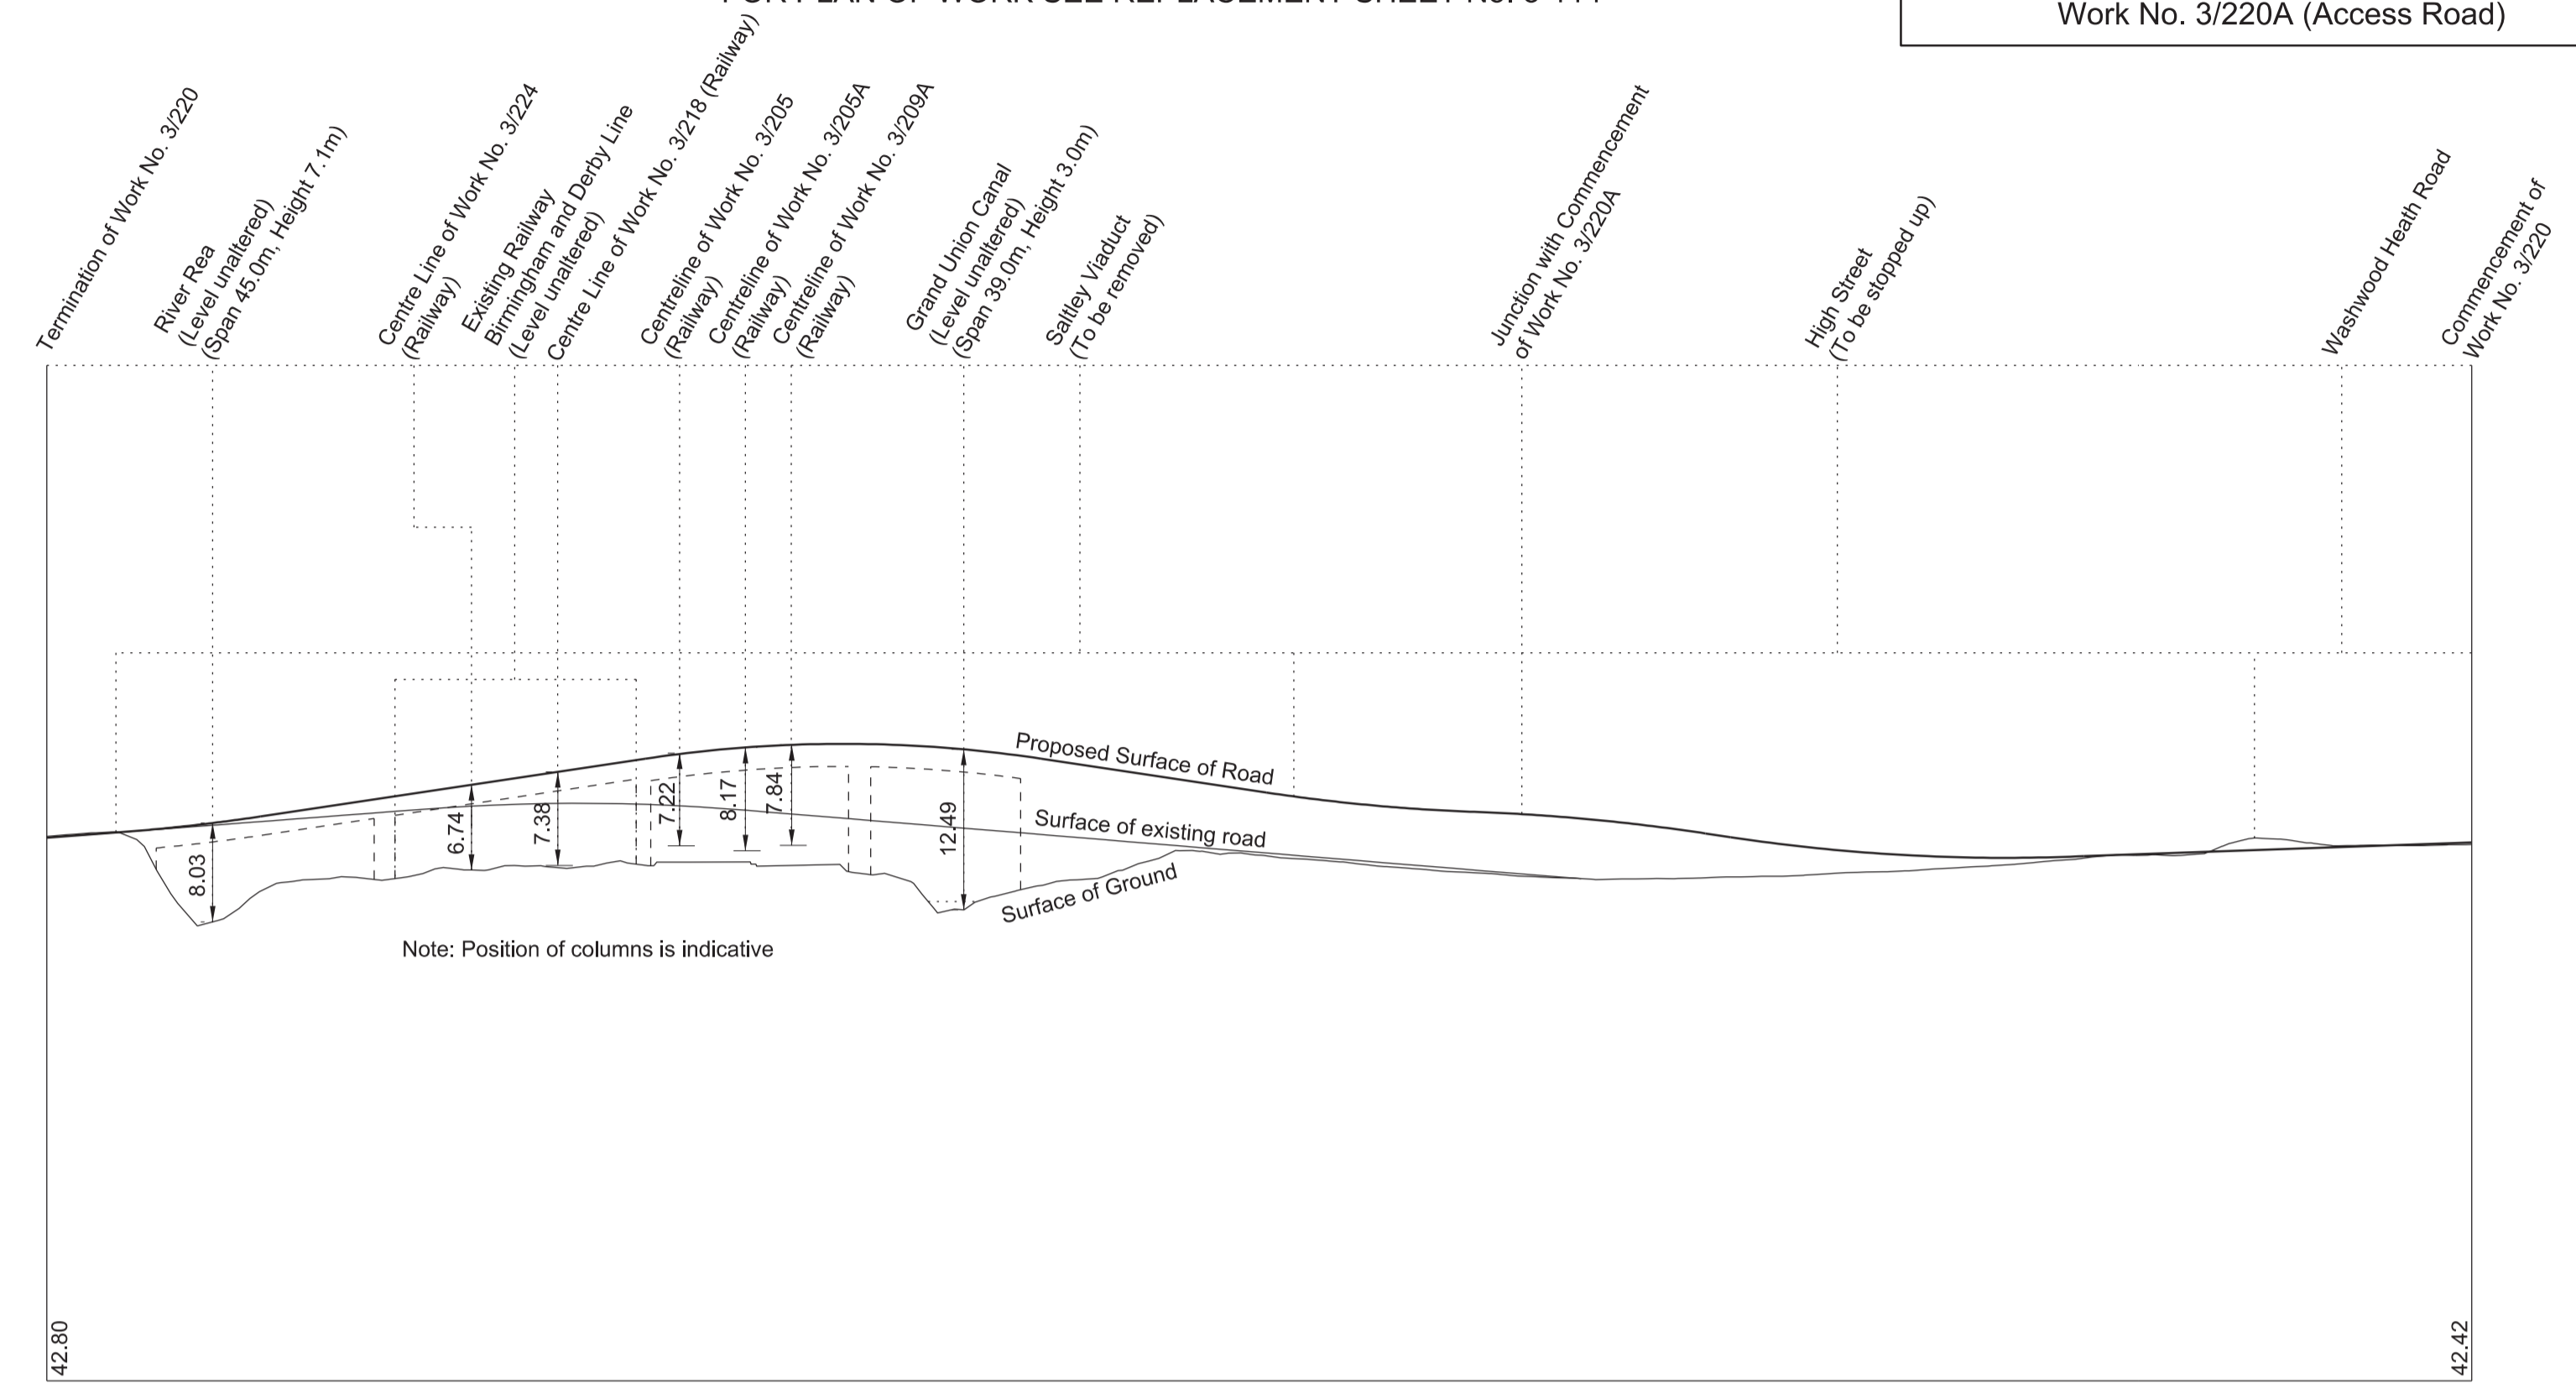 Work No. 3/220A (Access Road)
Termination of Work No. 3/220
River Rea
(Level unaltered)
(Span 45.0m, Height 7.1m)
Centre Line of Work No. 3/224
(Railway)
Existing Railway
Birmingham and Derby Line
(Level unaltered)
Centre Line of Work No. 3/218 (Railway)
Centreline of Work No. 3/205
(Railway)
Centreline of Work No. 3/205A
(Railway)
Centreline of Work No. 3/209A
(Railway)
Grand Union Canal
(Level unaltered)
(Span 39.0m, Height 3.0m)
Saltley Viaduct
(To be removed)
Junction with Commencement
of Work No. 3/220A
High Street
(To be stopped up)
Washwood Heath Road
Commencement of
Work No. 3/220
Proposed Surface of Road
Surface of existing road
Surface of Ground
8.03
6.74
7.38
7.22
8.17
7.84
12.49
Note: Position of columns is indicative
42.80
42.42